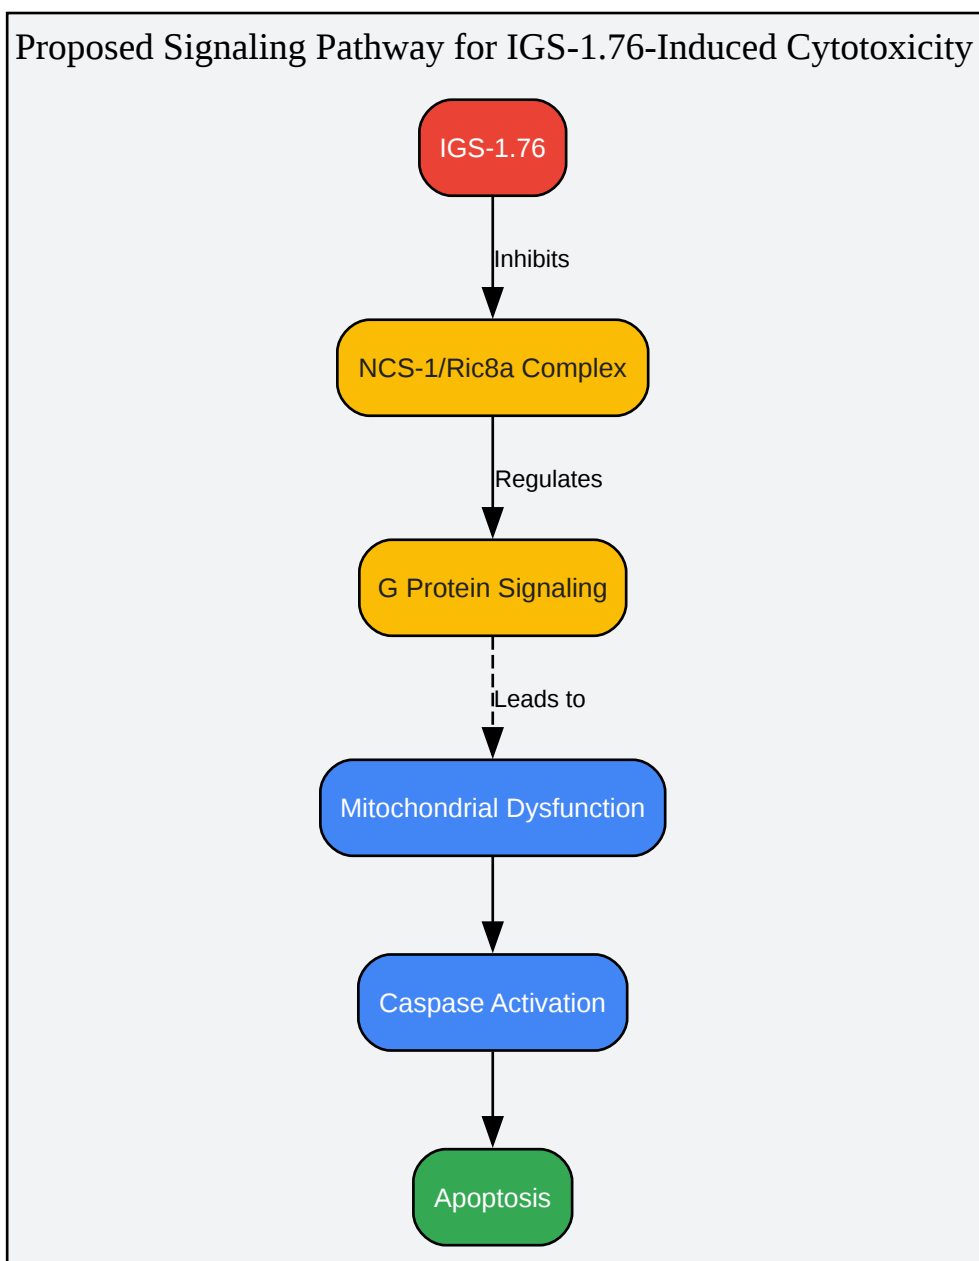 Proposed Signaling Pathway for IGS-1.76-Induced Cytotoxicity
IGS-1.76
Inhibits
NCS-1/Ric8a Complex
Regulates
G Protein Signaling
Leads to
Mitochondrial Dysfunction
Caspase Activation
Apoptosis